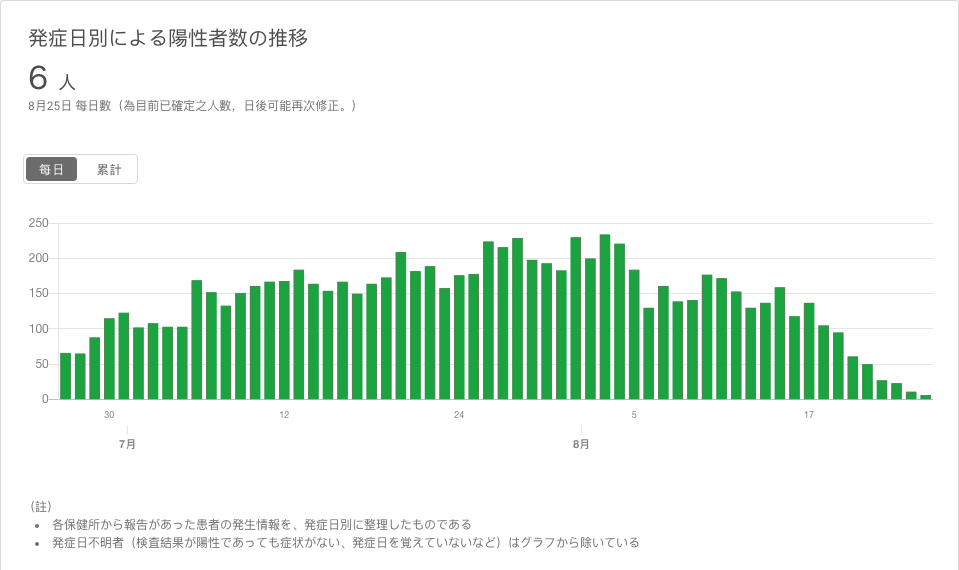 発症日別による陽性者数の推移
6 人
8月25日 每日數（為目前已確定之人數，日後可能再次修正。）
每日 累計
250
200
150
100
50
0
30 12 24 5 17
7月 8月
（註）
• 各保健所から報告があった患者の発生情報を、発症日別に整理したものである
• 発症日不明者（検査結果が陽性であっても症状がない、発症日を覚えていないなど）はグラフから除いている